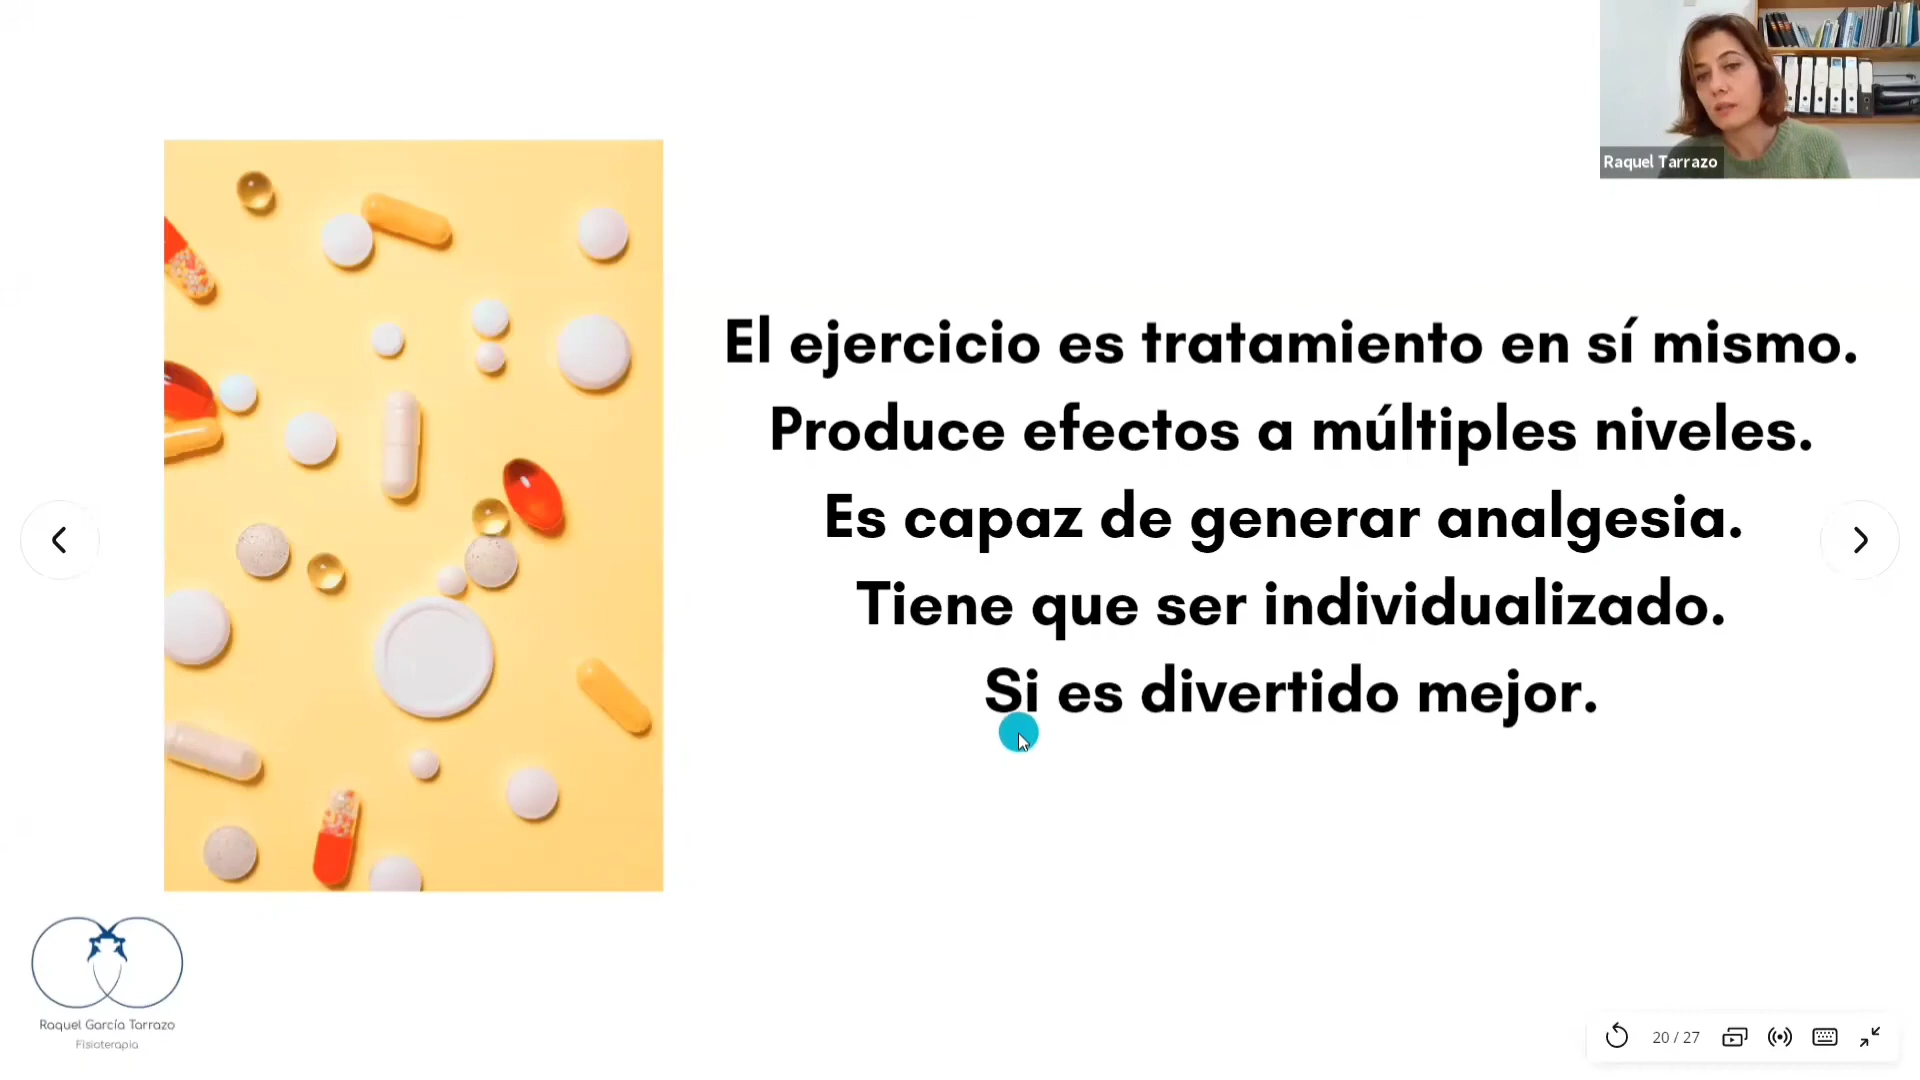 Raquel Tarrazo
El ejercicio es tratamiento en sí mismo.
Produce efectos a múltiples niveles.
Es capaz de generar analgesia.
Tiene que ser individualizado.
Si es divertido mejor.
Raquel García Tarrazo
Fisioterapia
20 / 27